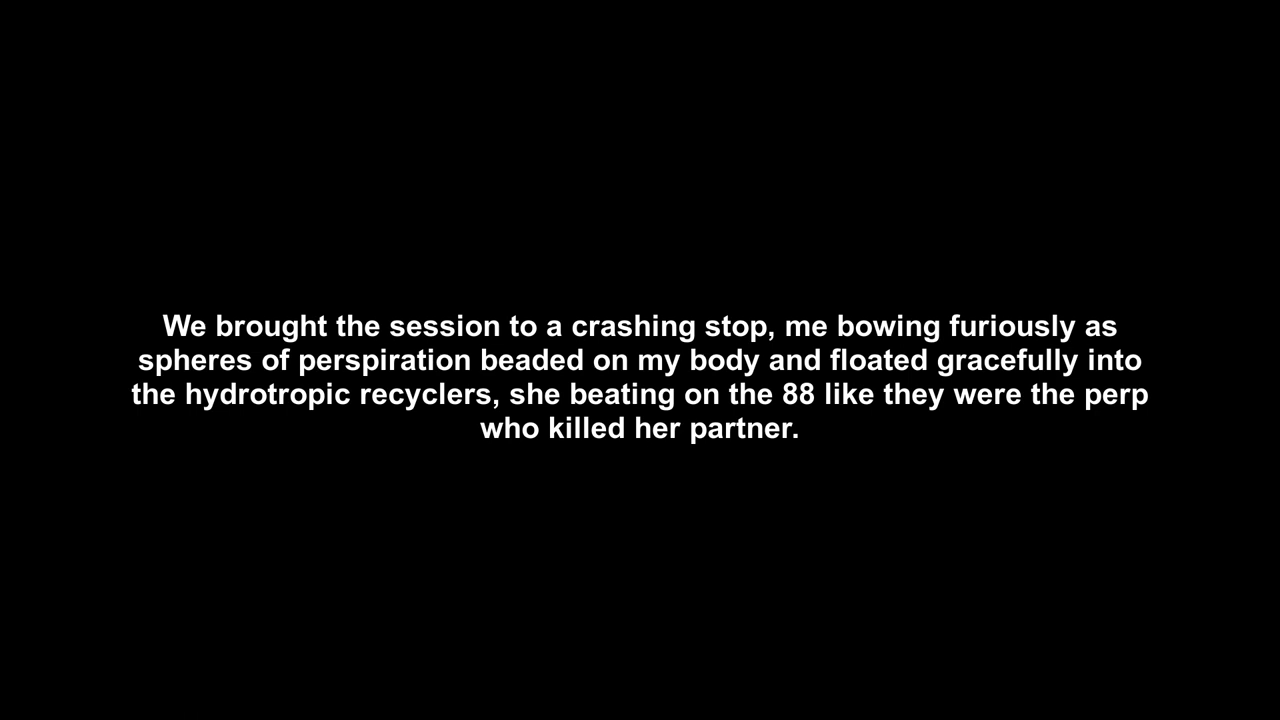 We brought the session to a crashing stop, me bowing furiously as
spheres of perspiration beaded on my body and floated gracefully into
the hydrotropic recyclers, she beating on the 88 like they were the perp
who killed her partner.